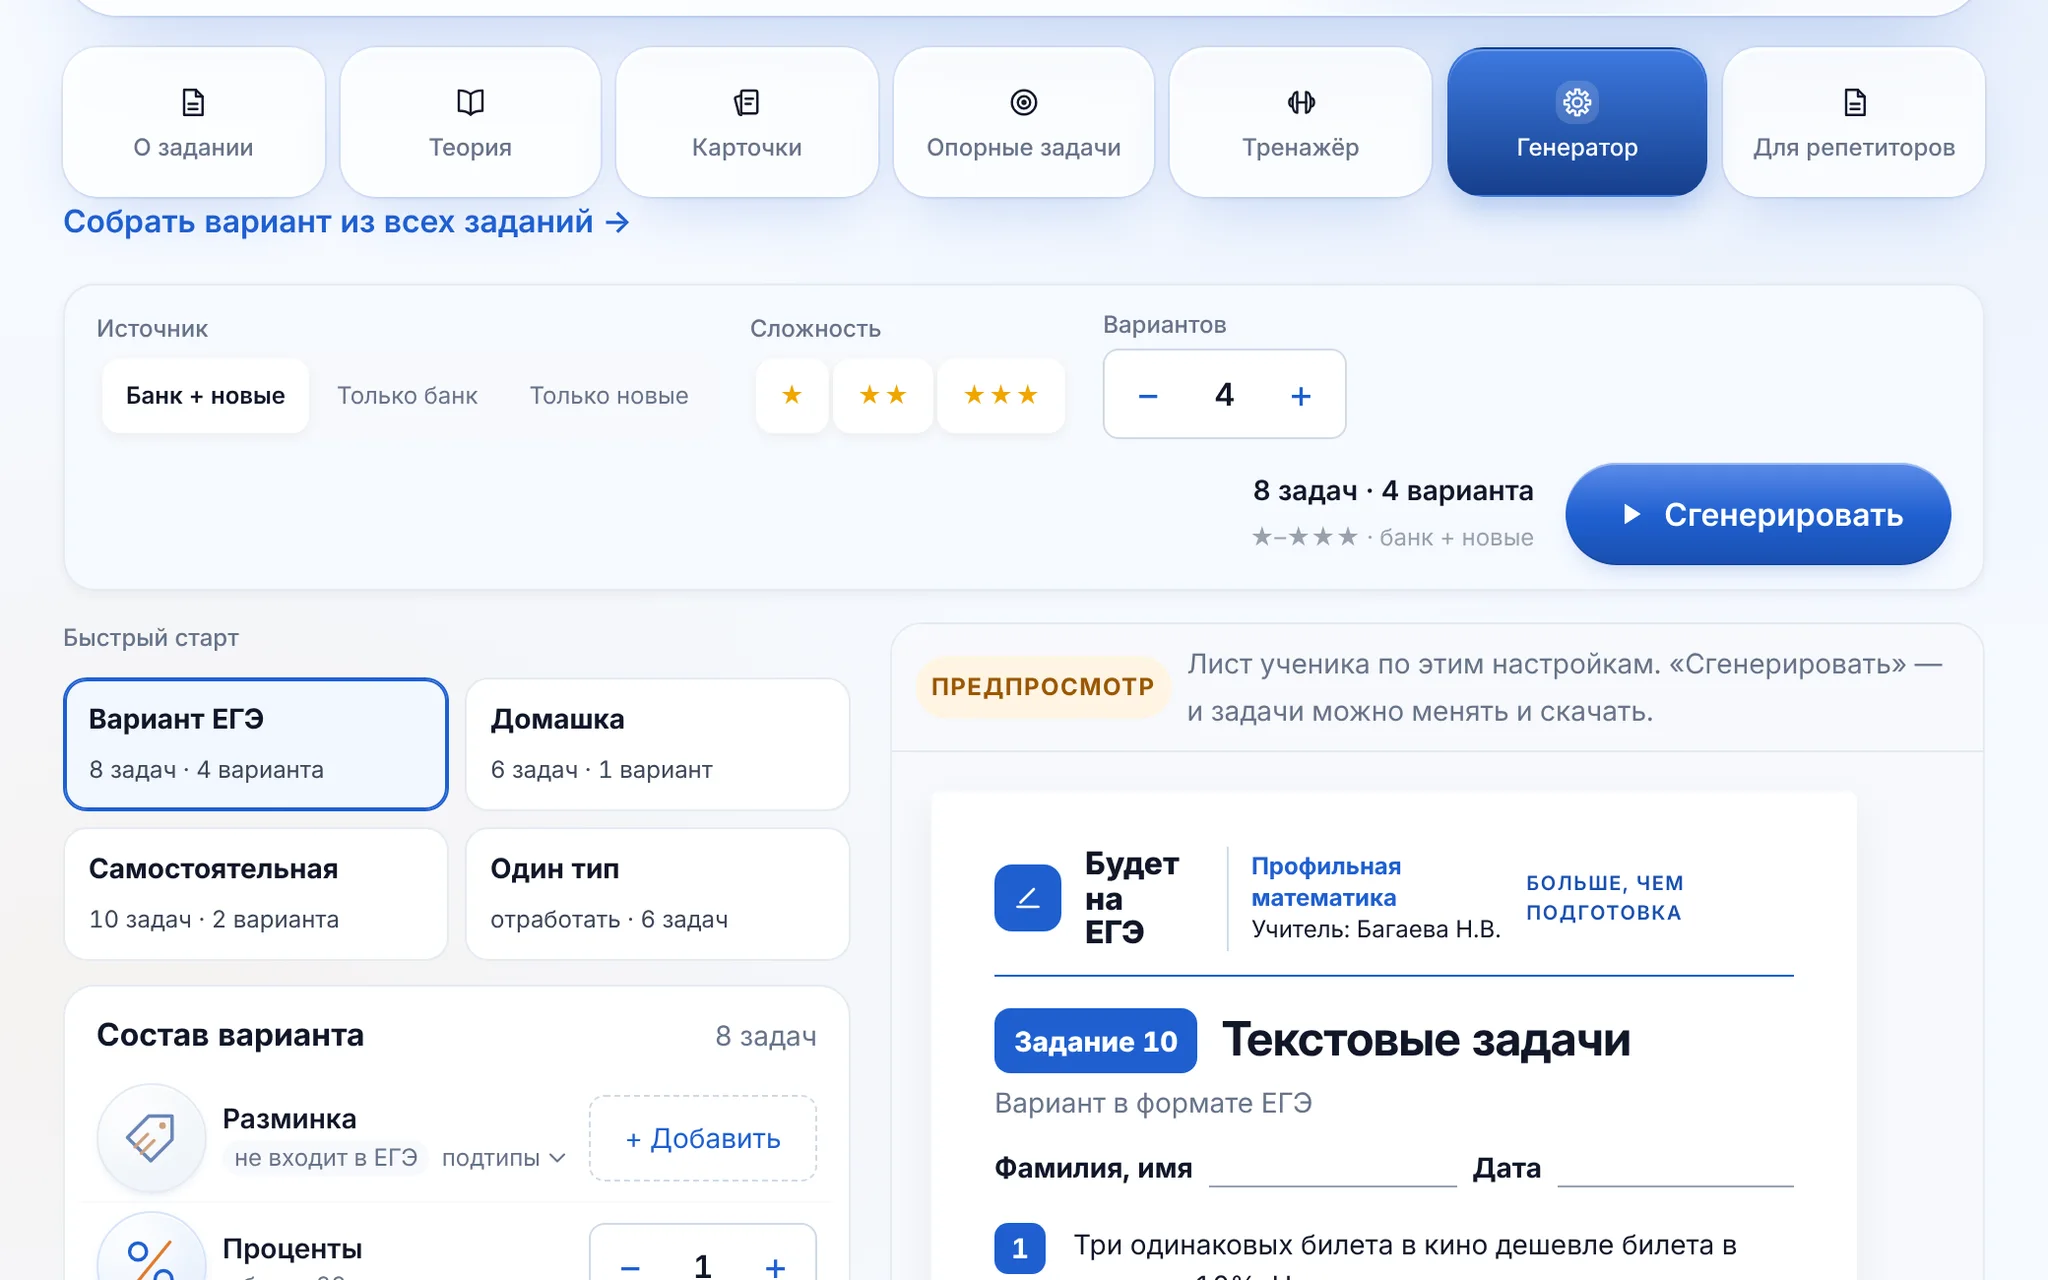 О задании
Теория
Карточки
Опорные задачи
Тренажёр
Генератор
Для репетиторов
Собрать вариант из всех заданий →
Источник
Банк + новые
Только банк
Только новые
Сложность
★
★★
★★★
Вариантов
− 4 +
8 задач · 4 варианта
★–★★★ · банк + новые
Сгенерировать
Быстрый старт
Вариант ЕГЭ
8 задач · 4 варианта
Домашка
6 задач · 1 вариант
Самостоятельная
10 задач · 2 варианта
Один тип
отработать · 6 задач
Состав варианта
8 задач
Разминка
не входит в ЕГЭ
подтипы
+ Добавить
Проценты
− 1 +
ПРЕДПРОСМОТР
Лист ученика по этим настройкам. «Сгенерировать» —
и задачи можно менять и скачать.
Будет
на
ЕГЭ
Профильная
математика
Учитель: Багаева Н.В.
БОЛЬШЕ, ЧЕМ
ПОДГОТОВКА
Задание 10
Текстовые задачи
Вариант в формате ЕГЭ
Фамилия, имя
Дата
1
Три одинаковых билета в кино дешевле билета в